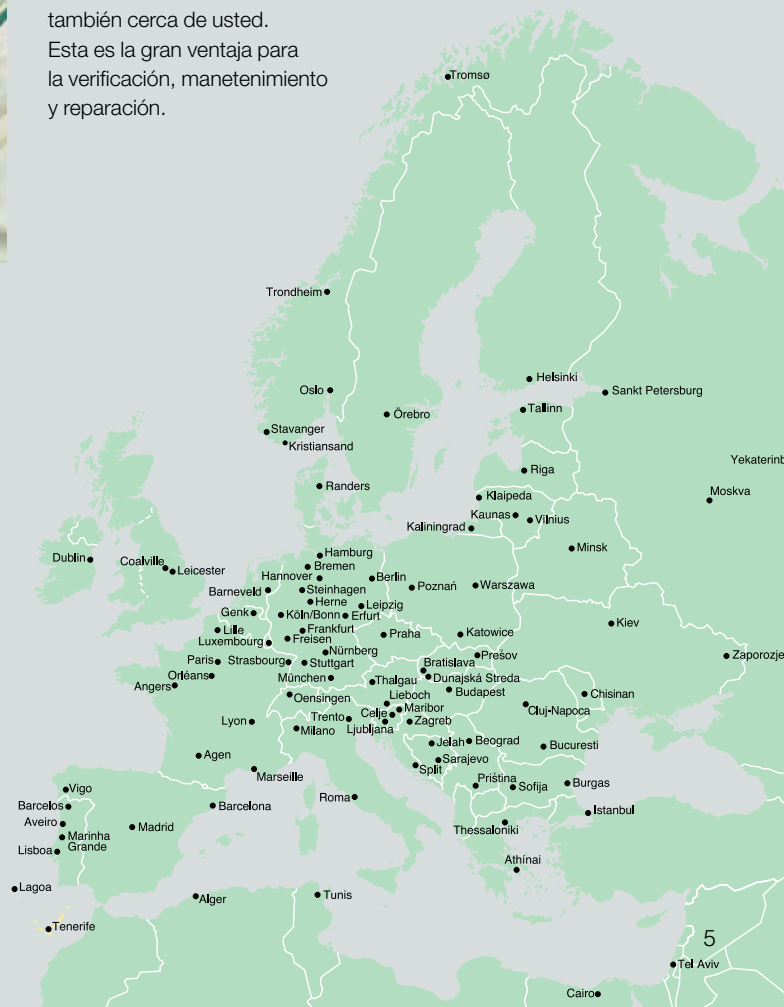 también cerca de usted.
Esta es la gran ventaja para
la verificación, manetenimiento
y reparación.
Tromsø
Trondheim
Helsinki
Oslo
Sankt Petersburg
Örebro
Tallinn
Stavanger
Kristiansand
Yekaterinb
Riga
Randers
Moskva
Klaipeda
Kaunas
Vilnius
Kaliningrad
Minsk
Hamburg
Dublin
Coalville
Leicester
Bremen
Hannover
Berlin
Barneveld
Steinhagen
Poznań
Warszawa
Herne
Leipzig
Genk
Köln/Bonn
Erfurt
Kiev
Lille
Frankfurt
Praha
Katowice
Luxembourg
Freisen
Nürnberg
Prešov
Zaporozje
Paris
Strasbourg
Stuttgart
Bratislava
Orléans
München
Thalgau
Dunajská Streda
Angers
Oensingen
Lieboch
Budapest
Chisinan
Maribor
Cluj-Napoca
Lyon
Trento
Celje
Zagreb
Milano
Ljubljana
Jelah
Beograd
Bucuresti
Agen
Sarajevo
Marseille
Split
Vigo
Priština
Sofija
Burgas
Roma
Barcelos
Barcelona
Istanbul
Aveiro
Madrid
Thessaloniki
Marinha
Grande
Lisboa
Athínai
Lagoa
Alger
Tunis
Tenerife
5
Tel Aviv
Cairo